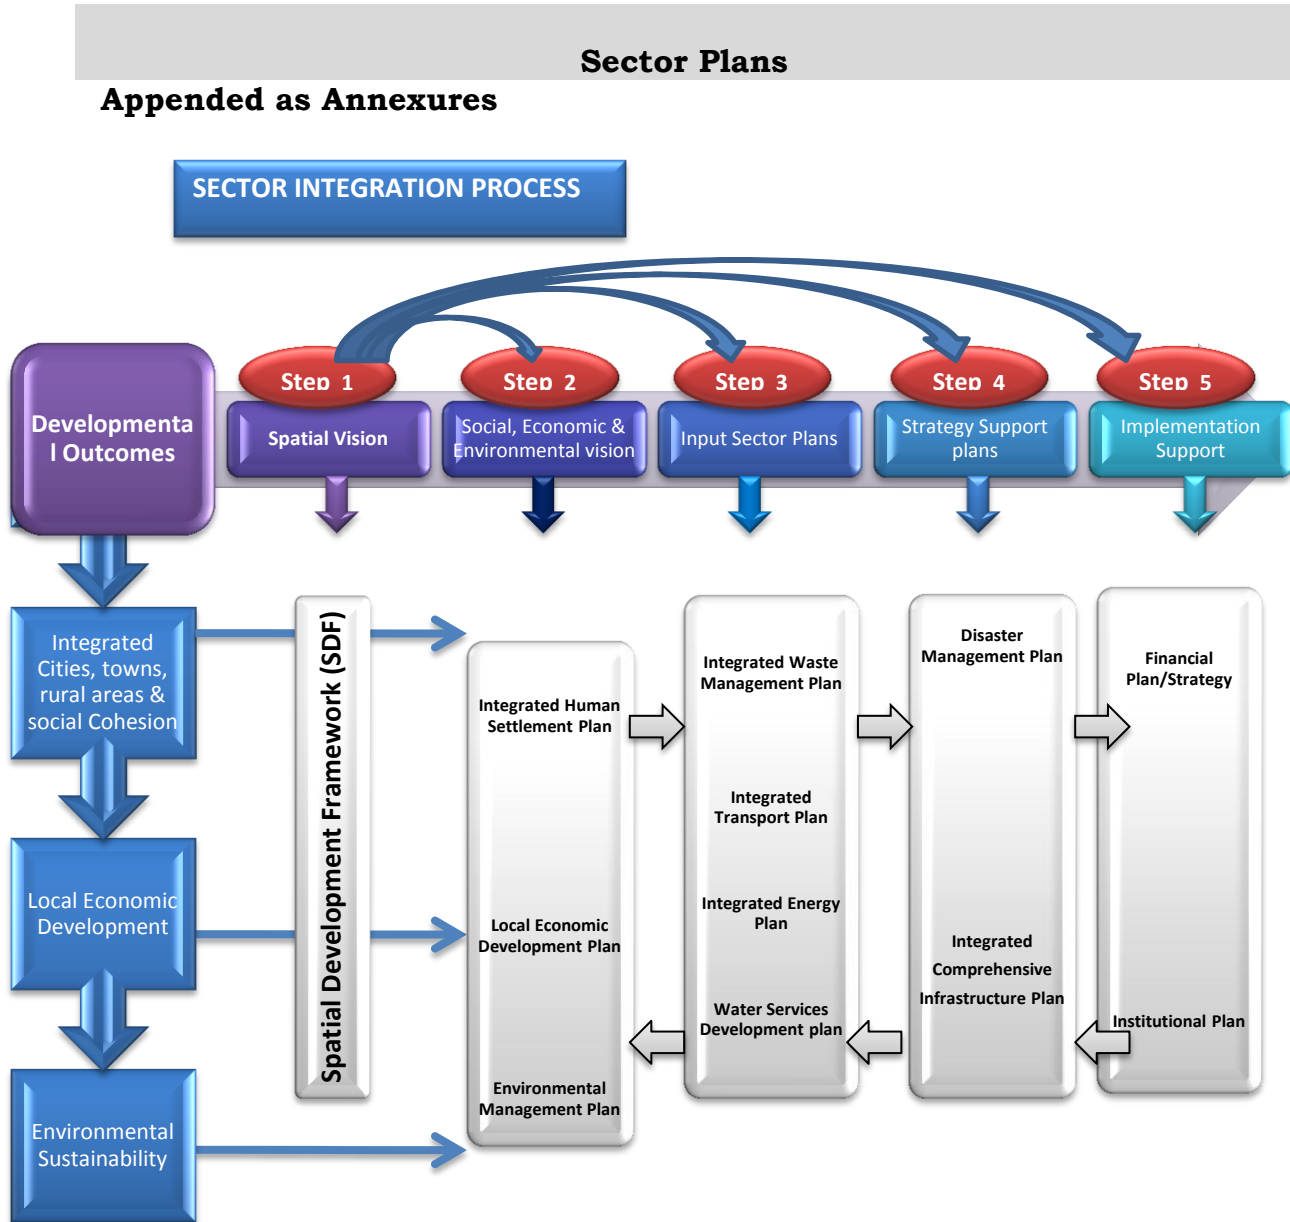 Sector Plans
Appended as Annexures
SECTOR INTEGRATION PROCESS
Step 1
Step 2
Step 3
Step 4
Step 5
Developmenta
l Outcomes
Spatial Vision
Social, Economic &
Environmental vision
Input Sector Plans
Strategy Support
plans
Implementation
Support
Integrated
Cities, towns,
rural areas &
social Cohesion
Local Economic
Development
Environmental
Sustainability
Spatial Development Framework (SDF)
Integrated Human
Settlement Plan
Local Economic
Development Plan
Environmental
Management Plan
Integrated Waste
Management Plan
Integrated
Transport Plan
Integrated Energy
Plan
Water Services
Development plan
Disaster
Management Plan
Integrated
Comprehensive
Infrastructure Plan
Financial
Plan/Strategy
Institutional Plan